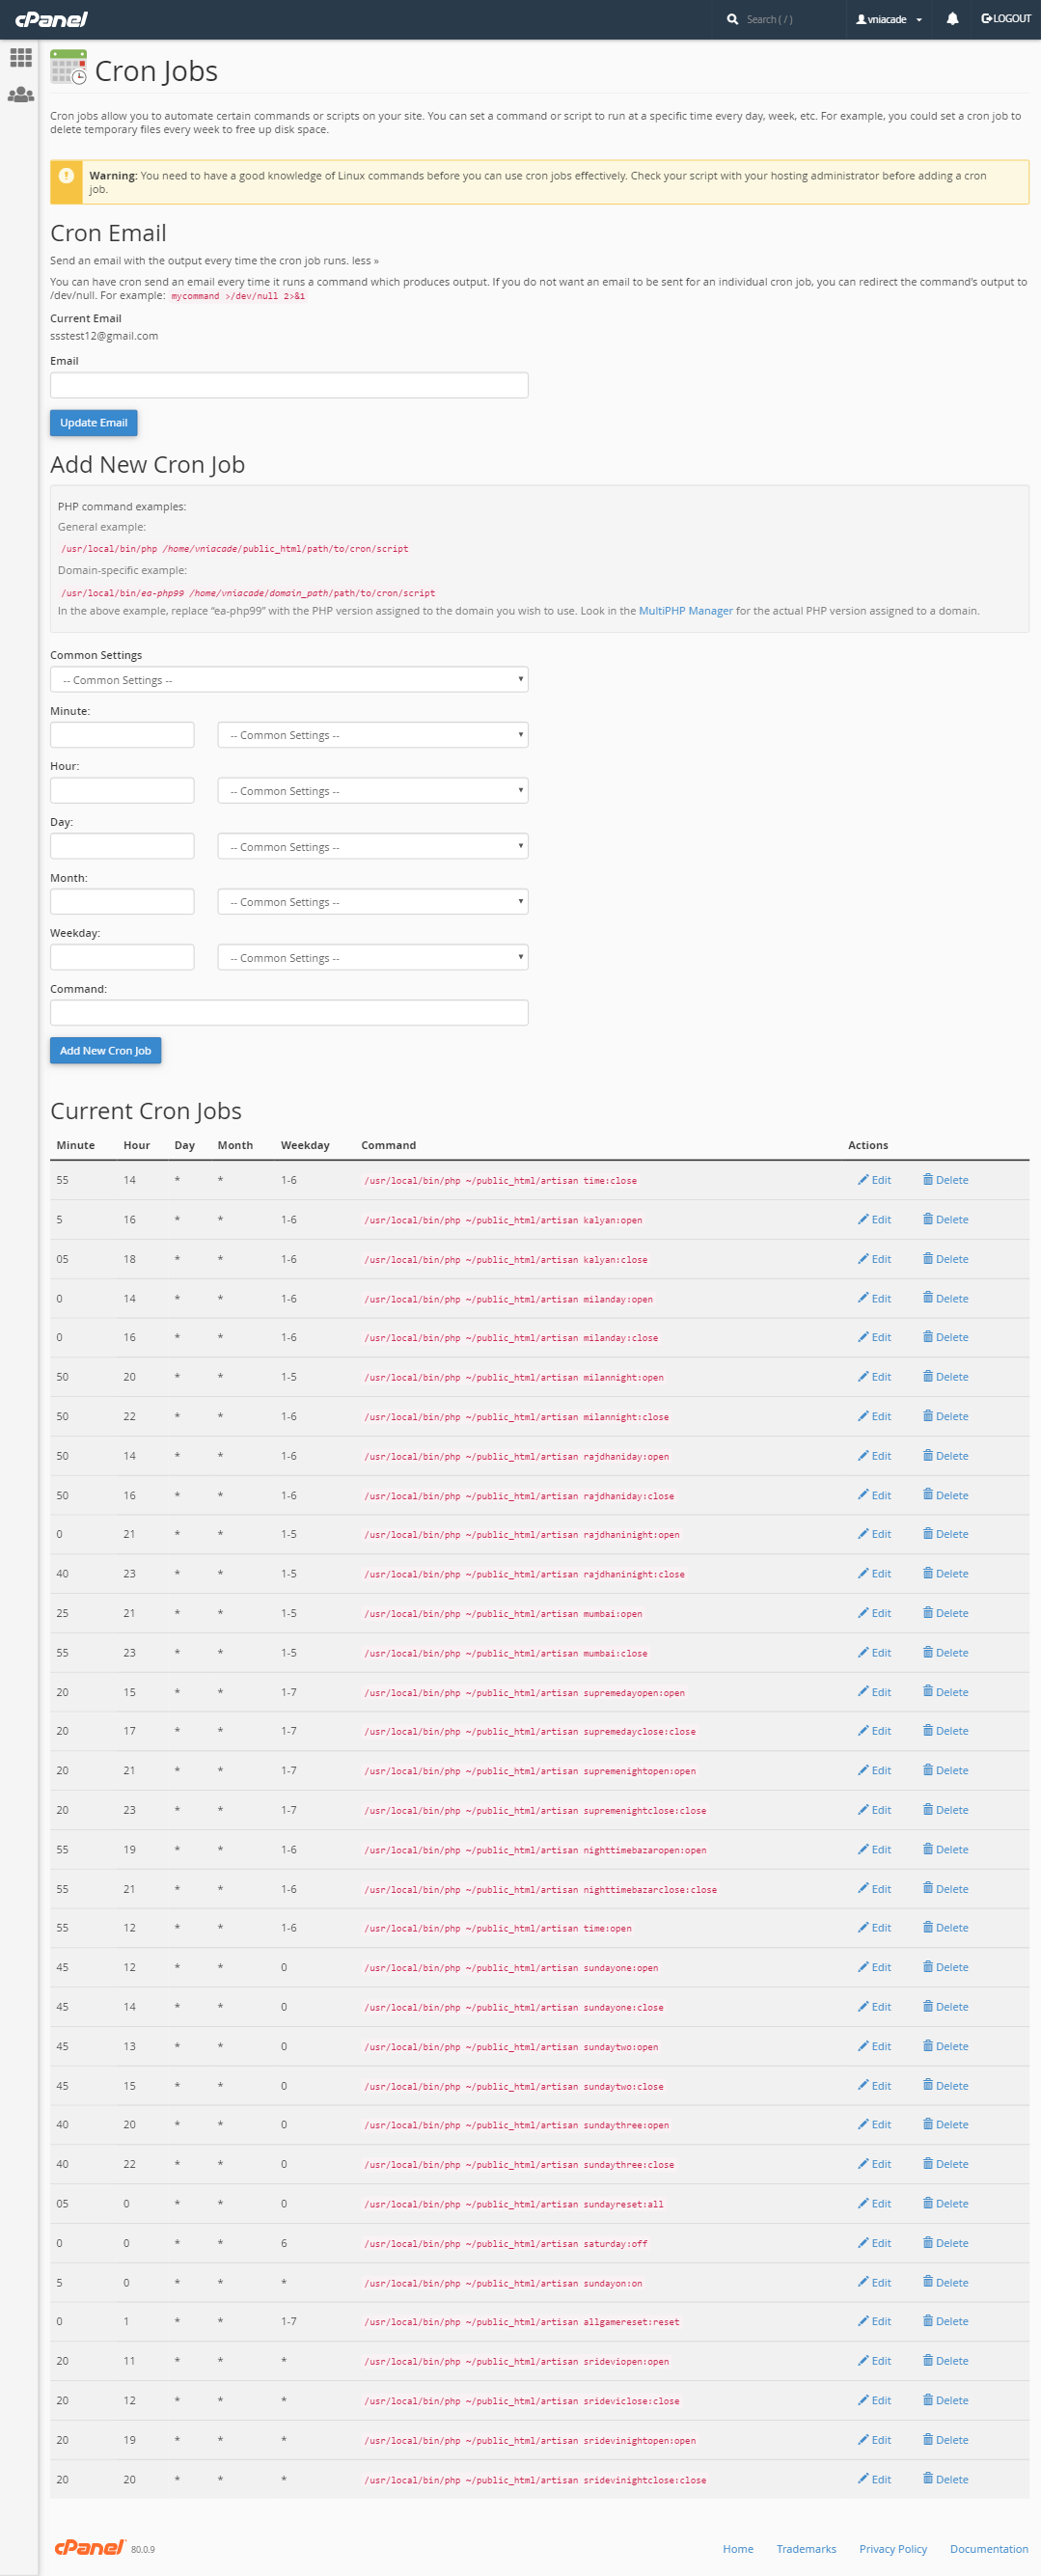 cPanel
Search ( / )
vniacade
LOGOUT
Cron Jobs
Cron jobs allow you to automate certain commands or scripts on your site. You can set a command or script to run at a specific time every day, week, etc. For example, you could set a cron job to
delete temporary files every week to free up disk space.
Warning: You need to have a good knowledge of Linux commands before you can use cron jobs effectively. Check your script with your hosting administrator before adding a cron
job.
Cron Email
Send an email with the output every time the cron job runs. less »
You can have cron send an email every time it runs a command which produces output. If you do not want an email to be sent for an individual cron job, you can redirect the command's output to
/dev/null. For example: mycommand >/dev/null 2>&1
Current Email
ssstest12@gmail.com
Email
Update Email
Add New Cron Job
PHP command examples:
General example:
/usr/local/bin/php /home/vniacade/public_html/path/to/cron/script
Domain-specific example:
/usr/local/bin/ea-php99 /home/vniacade/domain_path/path/to/cron/script
In the above example, replace “ea-php99” with the PHP version assigned to the domain you wish to use. Look in the MultiPHP Manager for the actual PHP version assigned to a domain.
Common Settings
-- Common Settings --
Minute:
-- Common Settings --
Hour:
-- Common Settings --
Day:
-- Common Settings --
Month:
-- Common Settings --
Weekday:
-- Common Settings --
Command:
Add New Cron Job
Current Cron Jobs
Minute Hour Day Month Weekday Command Actions
55 14 * * 1-6 /usr/local/bin/php ~/public_html/artisan time:close Edit Delete
5 16 * * 1-6 /usr/local/bin/php ~/public_html/artisan kalyan:open Edit Delete
05 18 * * 1-6 /usr/local/bin/php ~/public_html/artisan kalyan:close Edit Delete
0 14 * * 1-6 /usr/local/bin/php ~/public_html/artisan milanday:open Edit Delete
0 16 * * 1-6 /usr/local/bin/php ~/public_html/artisan milanday:close Edit Delete
50 20 * * 1-5 /usr/local/bin/php ~/public_html/artisan milannight:open Edit Delete
50 22 * * 1-6 /usr/local/bin/php ~/public_html/artisan milannight:close Edit Delete
50 14 * * 1-6 /usr/local/bin/php ~/public_html/artisan rajdhaniday:open Edit Delete
50 16 * * 1-6 /usr/local/bin/php ~/public_html/artisan rajdhaniday:close Edit Delete
0 21 * * 1-5 /usr/local/bin/php ~/public_html/artisan rajdhaninight:open Edit Delete
40 23 * * 1-5 /usr/local/bin/php ~/public_html/artisan rajdhaninight:close Edit Delete
25 21 * * 1-5 /usr/local/bin/php ~/public_html/artisan mumbai:open Edit Delete
55 23 * * 1-5 /usr/local/bin/php ~/public_html/artisan mumbai:close Edit Delete
20 15 * * 1-7 /usr/local/bin/php ~/public_html/artisan supremedayopen:open Edit Delete
20 17 * * 1-7 /usr/local/bin/php ~/public_html/artisan supremedayclose:close Edit Delete
20 21 * * 1-7 /usr/local/bin/php ~/public_html/artisan supremenightopen:open Edit Delete
20 23 * * 1-7 /usr/local/bin/php ~/public_html/artisan supremenightclose:close Edit Delete
55 19 * * 1-6 /usr/local/bin/php ~/public_html/artisan nighttimebazaropen:open Edit Delete
55 21 * * 1-6 /usr/local/bin/php ~/public_html/artisan nighttimebazarclose:close Edit Delete
55 12 * * 1-6 /usr/local/bin/php ~/public_html/artisan time:open Edit Delete
45 12 * * 0 /usr/local/bin/php ~/public_html/artisan sundayone:open Edit Delete
45 14 * * 0 /usr/local/bin/php ~/public_html/artisan sundayone:close Edit Delete
45 13 * * 0 /usr/local/bin/php ~/public_html/artisan sundaytwo:open Edit Delete
45 15 * * 0 /usr/local/bin/php ~/public_html/artisan sundaytwo:close Edit Delete
40 20 * * 0 /usr/local/bin/php ~/public_html/artisan sundaythree:open Edit Delete
40 22 * * 0 /usr/local/bin/php ~/public_html/artisan sundaythree:close Edit Delete
05 0 * * 0 /usr/local/bin/php ~/public_html/artisan sundayreset:all Edit Delete
0 0 * * 6 /usr/local/bin/php ~/public_html/artisan saturday:off Edit Delete
5 0 * * * /usr/local/bin/php ~/public_html/artisan sundayon:on Edit Delete
0 1 * * 1-7 /usr/local/bin/php ~/public_html/artisan allgamereset:reset Edit Delete
20 11 * * * /usr/local/bin/php ~/public_html/artisan srideviopen:open Edit Delete
20 12 * * * /usr/local/bin/php ~/public_html/artisan srideviclose:close Edit Delete
20 19 * * * /usr/local/bin/php ~/public_html/artisan sridevinightopen:open Edit Delete
20 20 * * * /usr/local/bin/php ~/public_html/artisan sridevinightclose:close Edit Delete
cPanel 80.0.9 Home Trademarks Privacy Policy Documentation